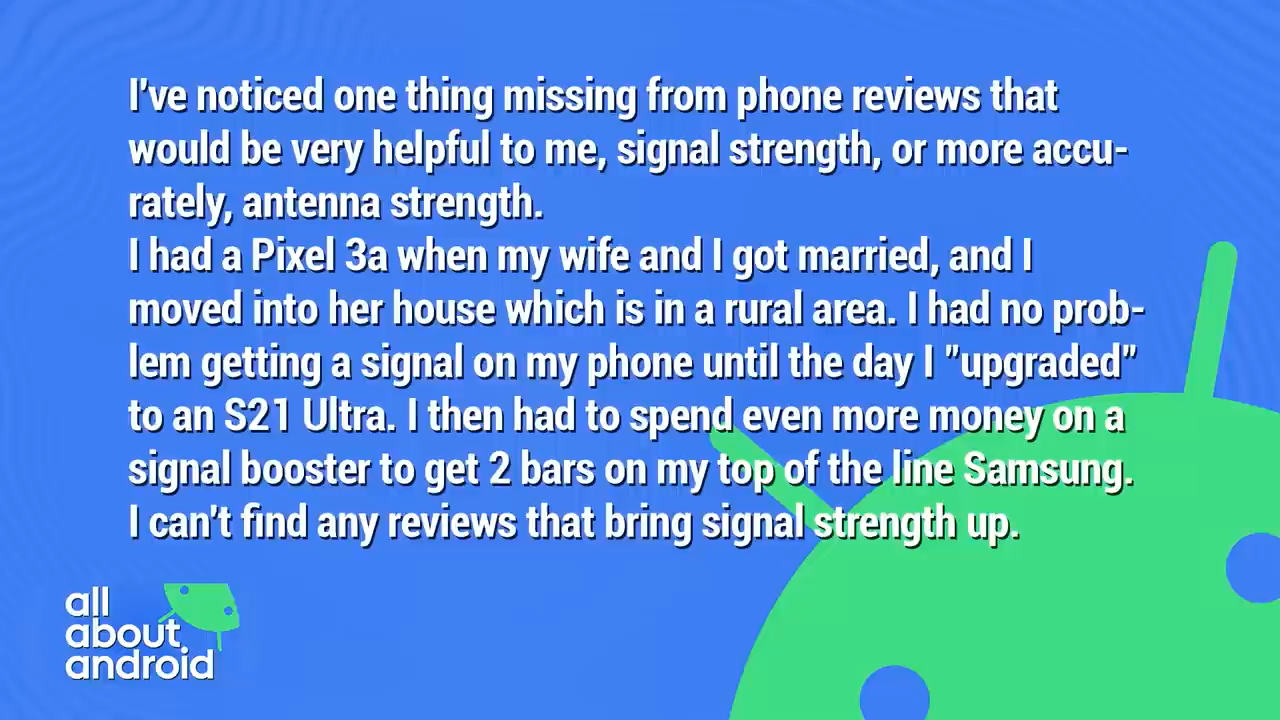 I've noticed one thing missing from phone reviews that
would be very helpful to me, signal strength, or more accu-
rately, antenna strength.
I had a Pixel 3a when my wife and I got married, and I
moved into her house which is in a rural area. I had no prob-
lem getting a signal on my phone until the day I "upgraded"
to an S21 Ultra. I then had to spend even more money on a
signal booster to get 2 bars on my top of the line Samsung.
I can't find any reviews that bring signal strength up.
all
about
android